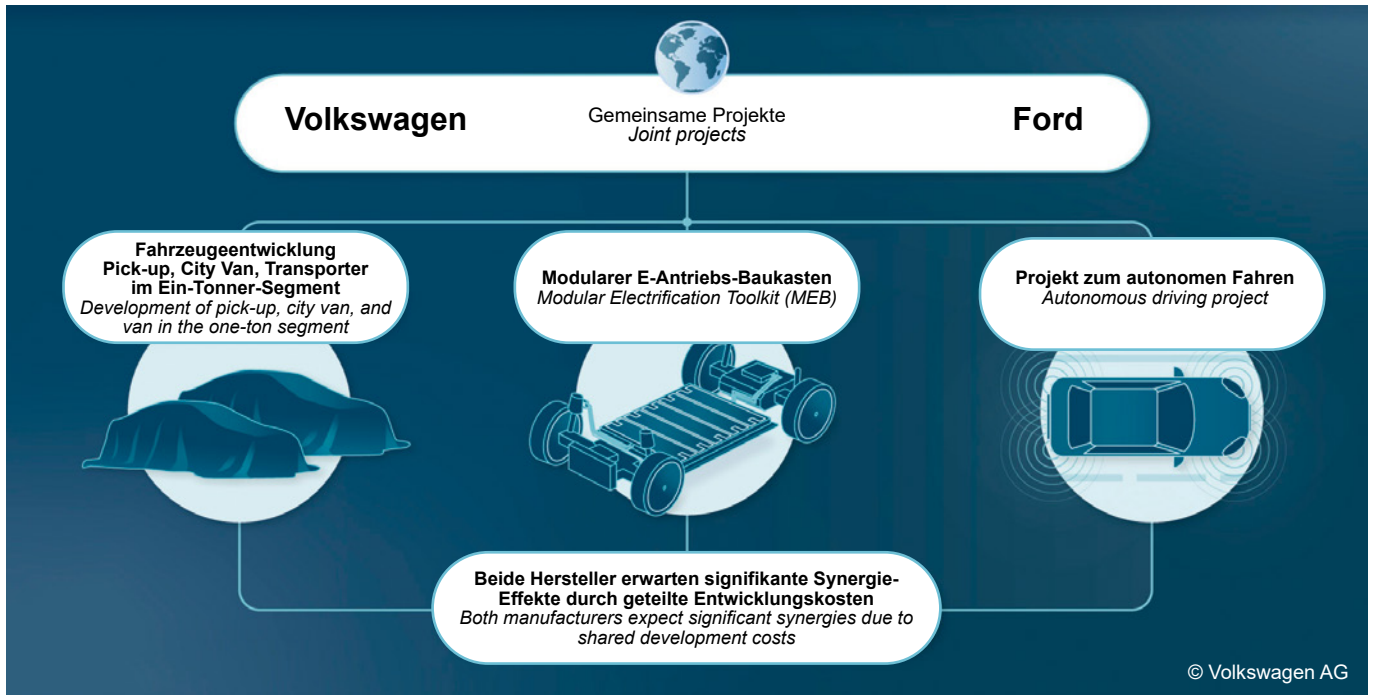 Volkswagen
Gemeinsame Projekte
Joint projects
Ford
Fahrzeugentwicklung
Pick-up, City Van, Transporter
im Ein-Tonner-Segment
Development of pick-up, city van, and
van in the one-ton segment
Modularer E-Antriebs-Baukasten
Modular Electrification Toolkit (MEB)
Projekt zum autonomen Fahren
Autonomous driving project
Beide Hersteller erwarten signifikante Synergie-
Effekte durch geteilte Entwicklungskosten
Both manufacturers expect significant synergies due to
shared development costs
© Volkswagen AG